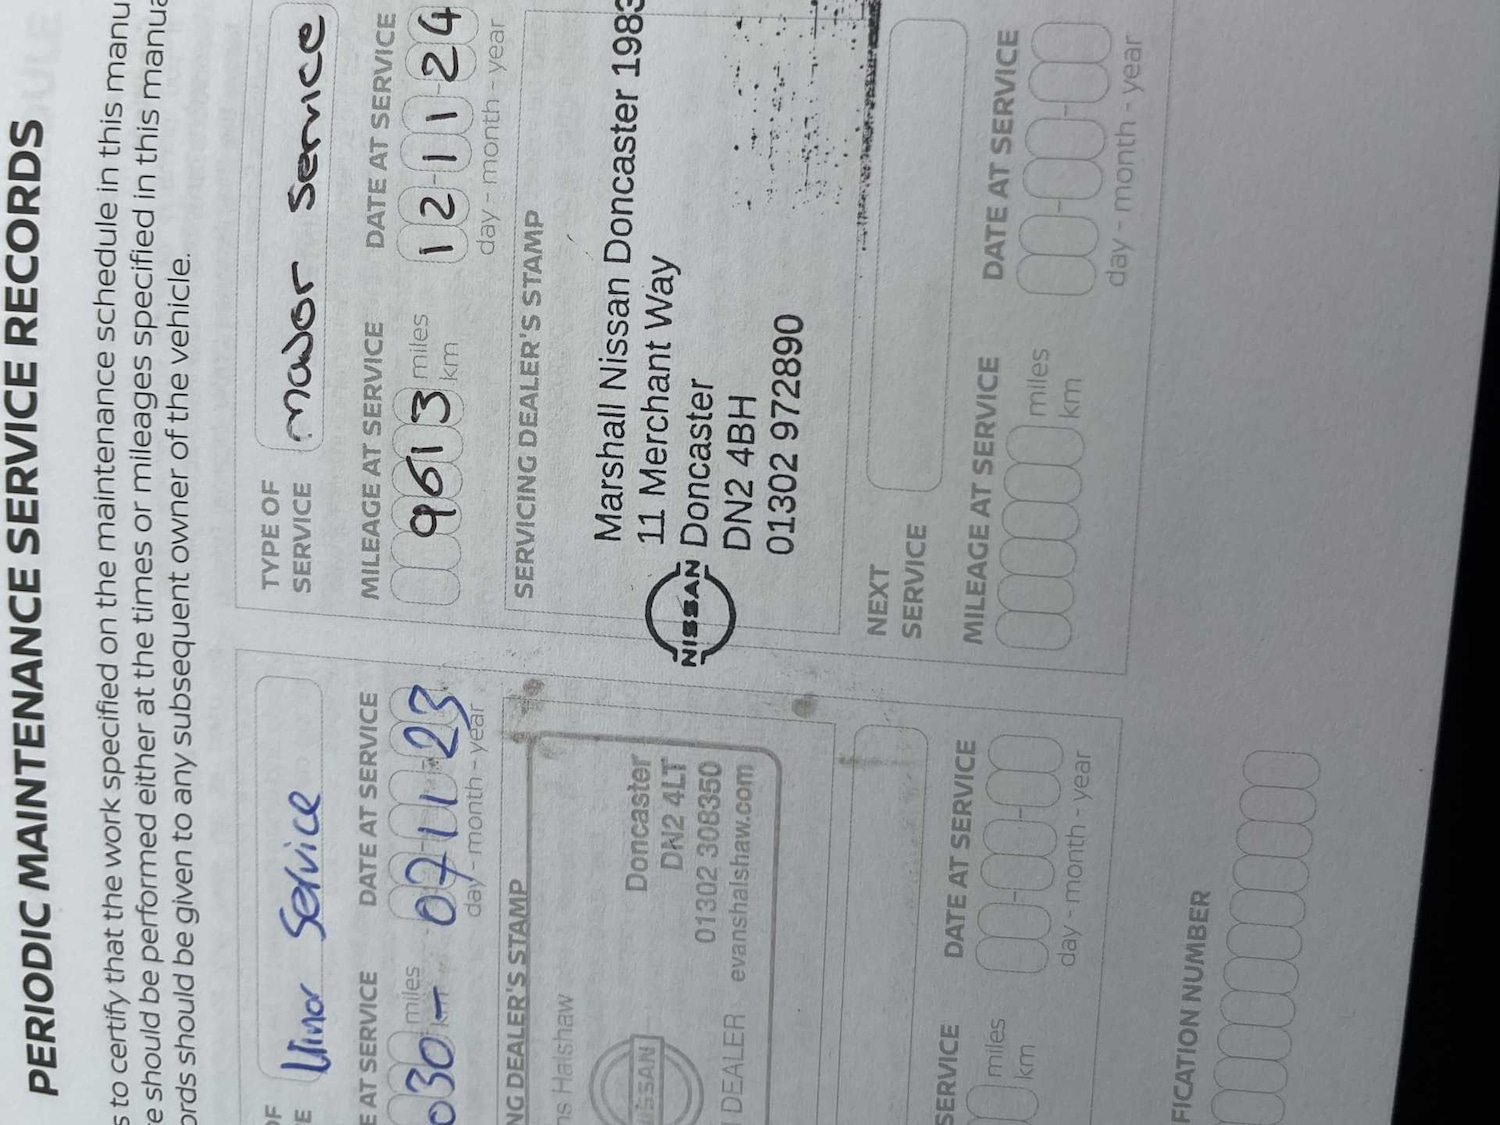 PERIODIC MAINTENANCE SERVICE RECORDS
s to certify that the work specified on the maintenance schedule in this manu
e should be performed either at the times or mileages specified in this manua
ords should be given to any subsequent owner of the vehicle.
OF
E
Minor Service
E AT SERVICE
DATE AT SERVICE
030-
miles
km
07 11 23
day - month - year
NG DEALER'S STAMP
ns Halshaw
NISSAN
DEALER
Doncaster
DN2 4LT
01302 308350
evanshalshaw.com
SERVICE
DATE AT SERVICE
miles
km
day - month - year
TYPE OF
SERVICE
major service
MILEAGE AT SERVICE
DATE AT SERVICE
9613
miles
km
12-11-24
day - month - year
SERVICING DEALER'S STAMP
NISSAN
Marshall Nissan Doncaster 1983
11 Merchant Way
Doncaster
DN2 4BH
01302 972890
NEXT
SERVICE
MILEAGE AT SERVICE
DATE AT SERVICE
miles
km
day - month - year
FICATION NUMBER